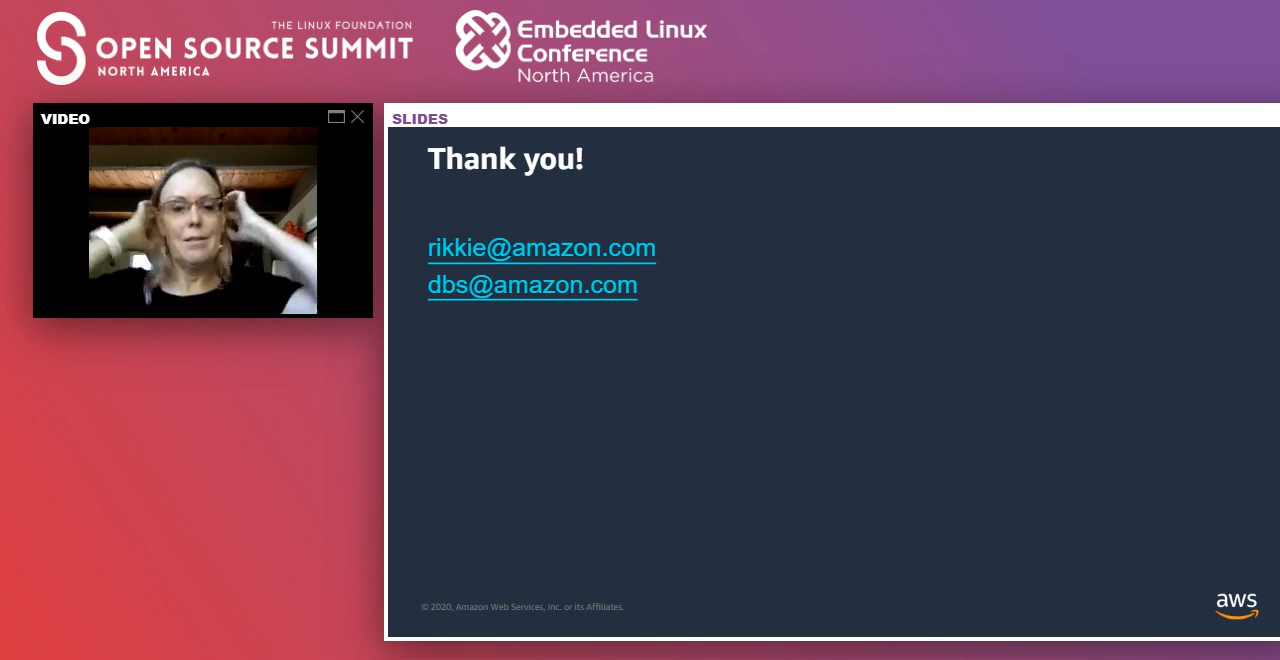 THE LINUX FOUNDATION
OPEN SOURCE SUMMIT
NORTH AMERICA
Embedded Linux
Conference
North America
VIDEO
SLIDES
Thank you!
rikkie@amazon.com
dbs@amazon.com
© 2020, Amazon Web Services, Inc. or its Affiliates.
aws